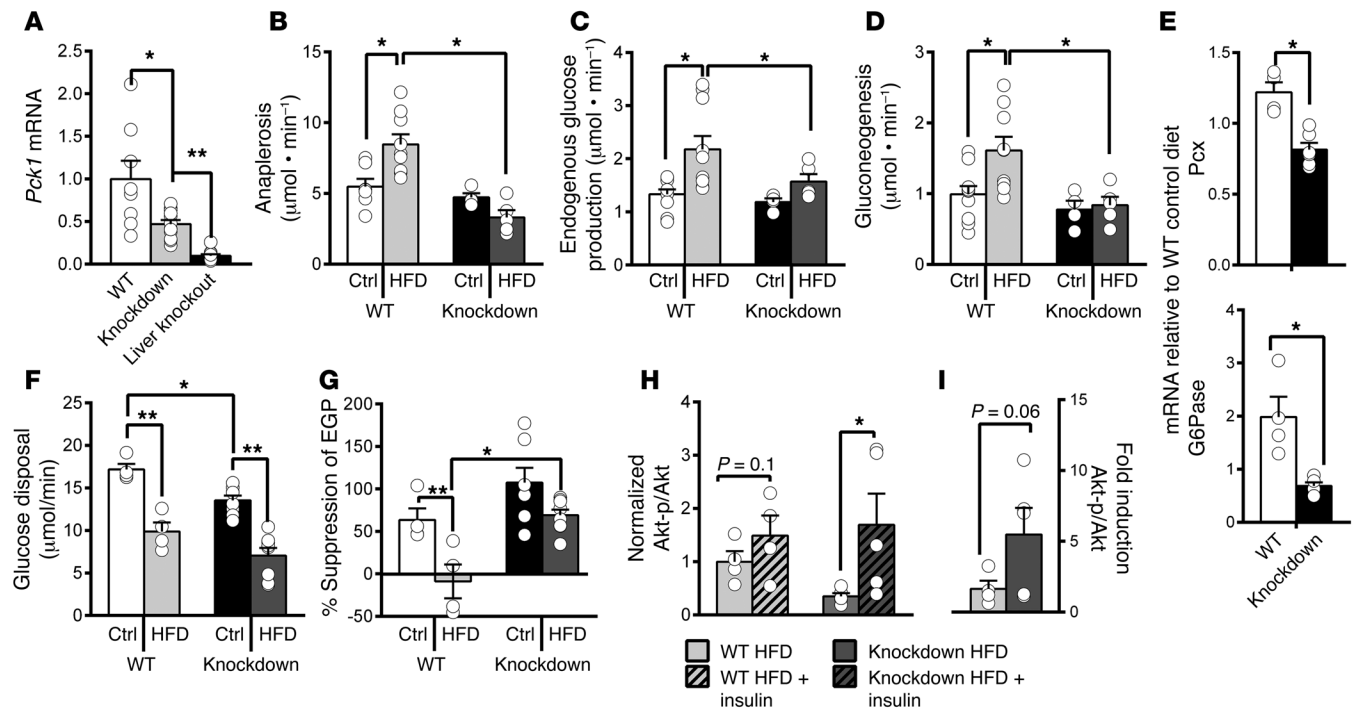 A
Pck1 mRNA
2.5
2.0
1.5
1.0
0.5
0.0
*
**
WT
Knockdown
Liver knockout
B
Anaplerosis
(μmol • min⁻¹)
15
10
5
0
*
*
Ctrl HFD Ctrl HFD
WT Knockdown
C
Endogenous glucose
production (μmol • min⁻¹)
4
3
2
1
0
*
*
Ctrl HFD Ctrl HFD
WT Knockdown
D
Gluconeogenesis
(μmol • min⁻¹)
3
2
1
0
*
*
Ctrl HFD Ctrl HFD
WT Knockdown
E
mRNA relative to WT control diet
Pcx
1.5
1.0
0.5
0.0
*
G6Pase
4
3
2
1
0
*
WT
Knockdown
F
Glucose disposal
(μmol/min)
25
20
15
10
5
0
*
**
**
Ctrl HFD Ctrl HFD
WT Knockdown
G
% Suppression of EGP
200
150
100
50
0
-50
**
*
Ctrl HFD Ctrl HFD
WT Knockdown
H
Normalized
Akt-p/Akt
4
3
2
1
0
P = 0.1
*
I
P = 0.06
15
10
5
0
Fold induction
Akt-p/Akt
WT HFD
WT HFD +
insulin
Knockdown HFD
Knockdown HFD +
insulin